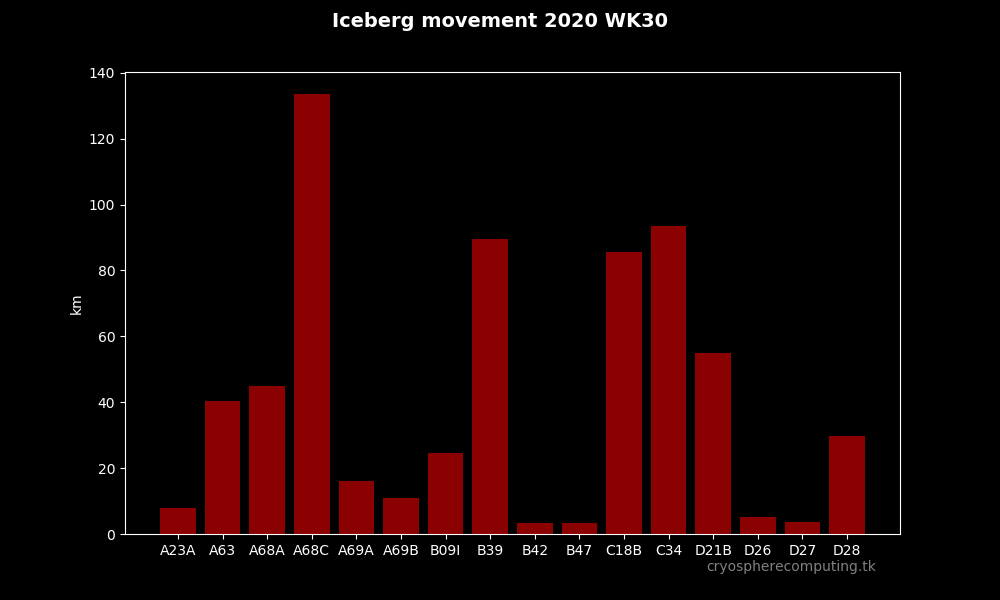 Iceberg movement 2020 WK30
140
120
100
80
60
40
20
0
km
A23A A63 A68A A68C A69A A69B B09I B39 B42 B47 C18B C34 D21B D26 D27 D28
cryospherecomputing.tk